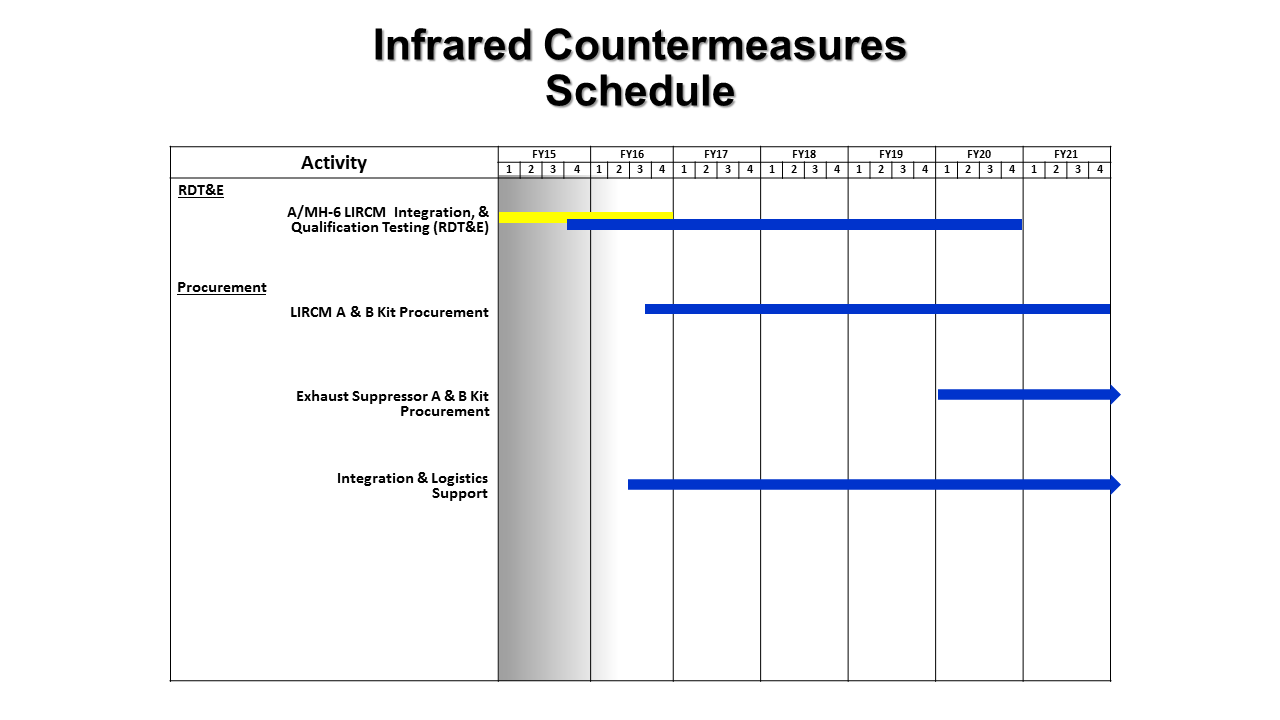 Infrared Countermeasures
Schedule
Activity
FY15 FY16 FY17 FY18 FY19 FY20 FY21
1 2 3 4 1 2 3 4 1 2 3 4 1 2 3 4 1 2 3 4 1 2 3 4 1 2 3 4
RDT&E
A/MH-6 LIRCM Integration, &
Qualification Testing (RDT&E)
Procurement
LIRCM A & B Kit Procurement
Exhaust Suppressor A & B Kit
Procurement
Integration & Logistics
Support